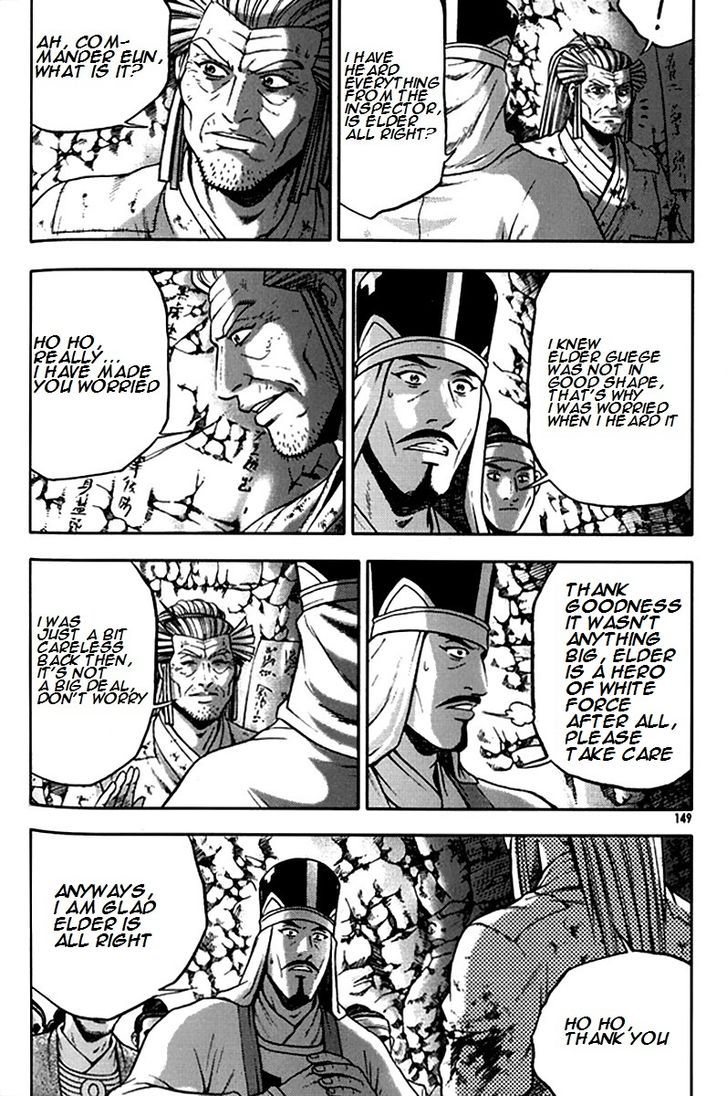 AH, COM-
MANDER EUN,
WHAT IS IT?
I HAVE
HEARD
EVERYTHING
FROM THE
INSPECTOR,
IS ELDER
ALL RIGHT?
!
HO HO,
REALLY...
I HAVE MADE
YOU WORRIED
I KNEW
ELDER GUEGE
WAS NOT IN
GOOD SHAPE,
THAT'S WHY
I WAS WORRIED
WHEN I HEARD IT
I WAS
JUST A BIT
CARELESS
BACK THEN,
IT'S NOT
A BIG DEAL,
DON'T WORRY
THANK
GOODNESS
IT WASN'T
ANYTHING
BIG, ELDER
IS A HERO
OF WHITE
FORCE
AFTER ALL,
PLEASE
TAKE CARE
149
ANYWAYS,
I AM GLAD
ELDER IS
ALL RIGHT
HO HO,
THANK YOU